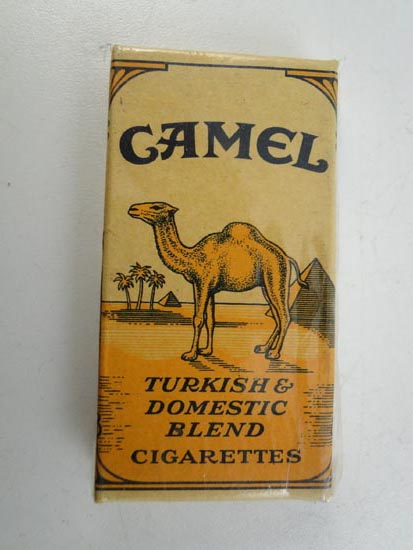 CAMEL
TURKISH &
DOMESTIC
BLEND
CIGARETTES